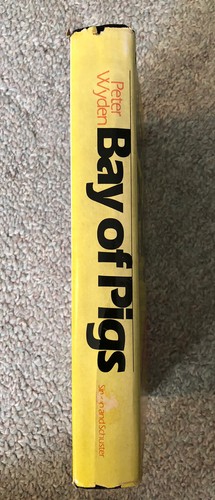 Peter
Wyden
Bay of Pigs
Simon and Schuster